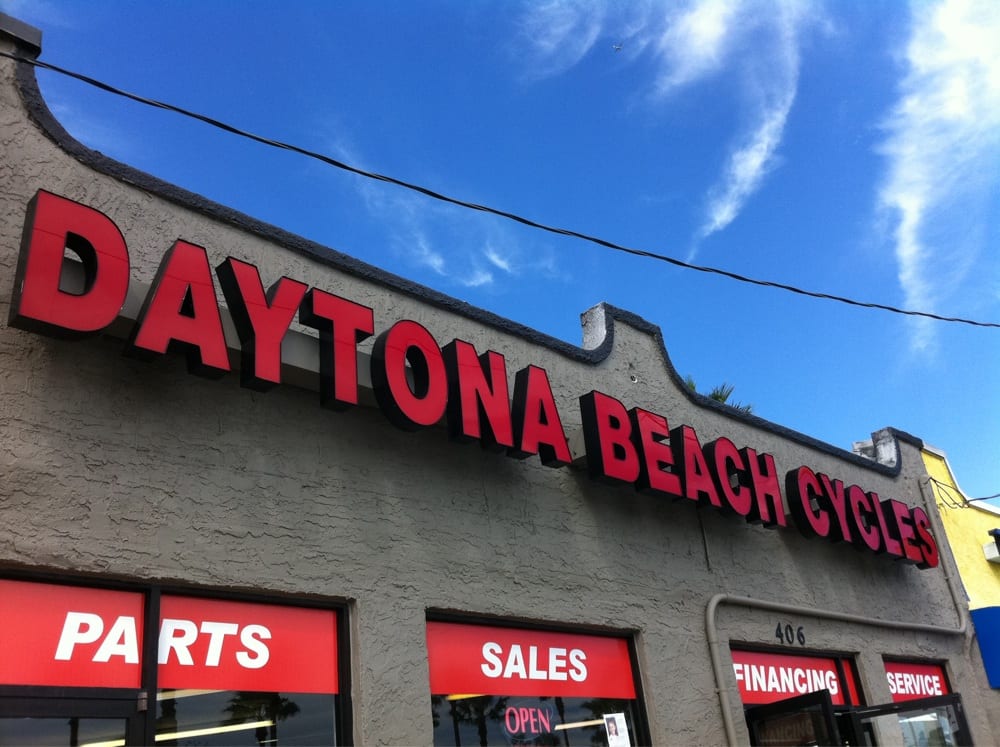 DAYTONA BEACH CYCLES
406
PARTS
SALES
FINANCING
SERVICE
OPEN